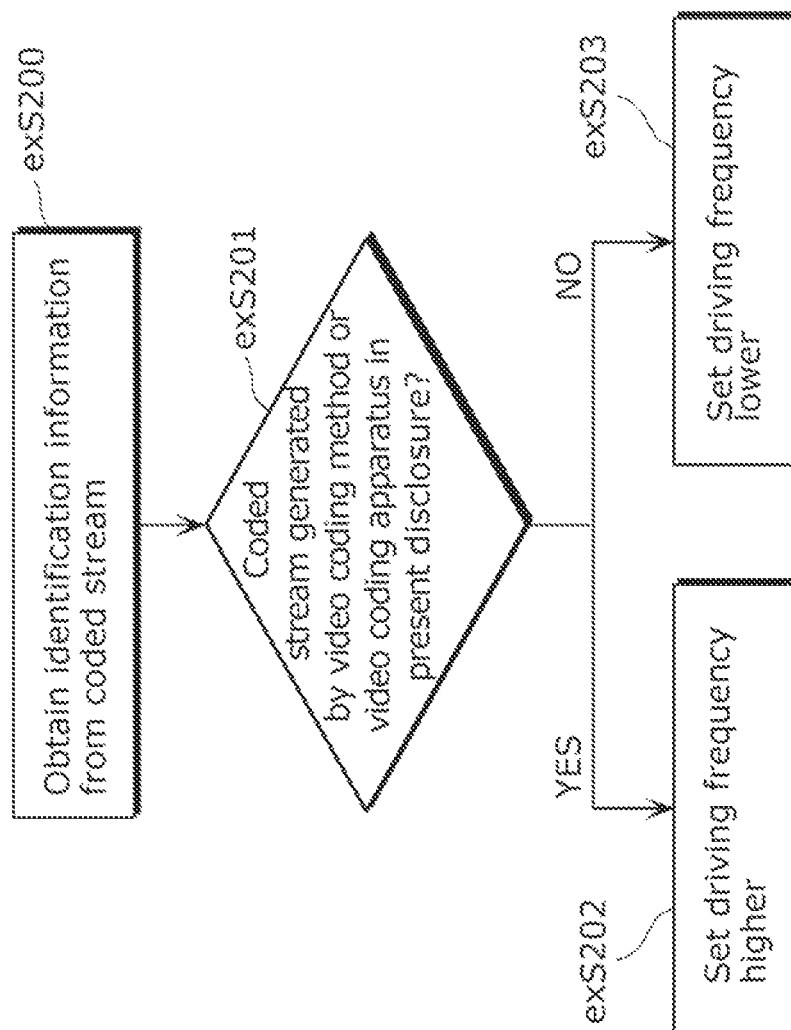 exS200
Obtain identification information
from coded stream
exS201
Coded
stream generated
by video coding method or
video coding apparatus in
present disclosure?
YES
NO
exS202
Set driving frequency
higher
exS203
Set driving frequency
lower